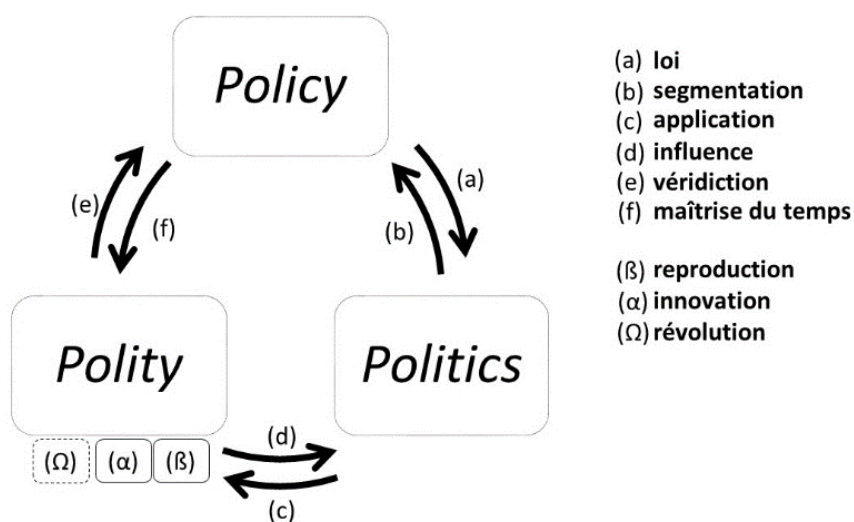 Policy
(a) loi
(b) segmentation
(c) application
(d) influence
(e) véridiction
(f) maîtrise du temps
(ß) reproduction
(α) innovation
(Ω) révolution
(e)
(f)
(a)
(b)
Polity
Politics
(Ω) (α) (ß)
(d)
(c)